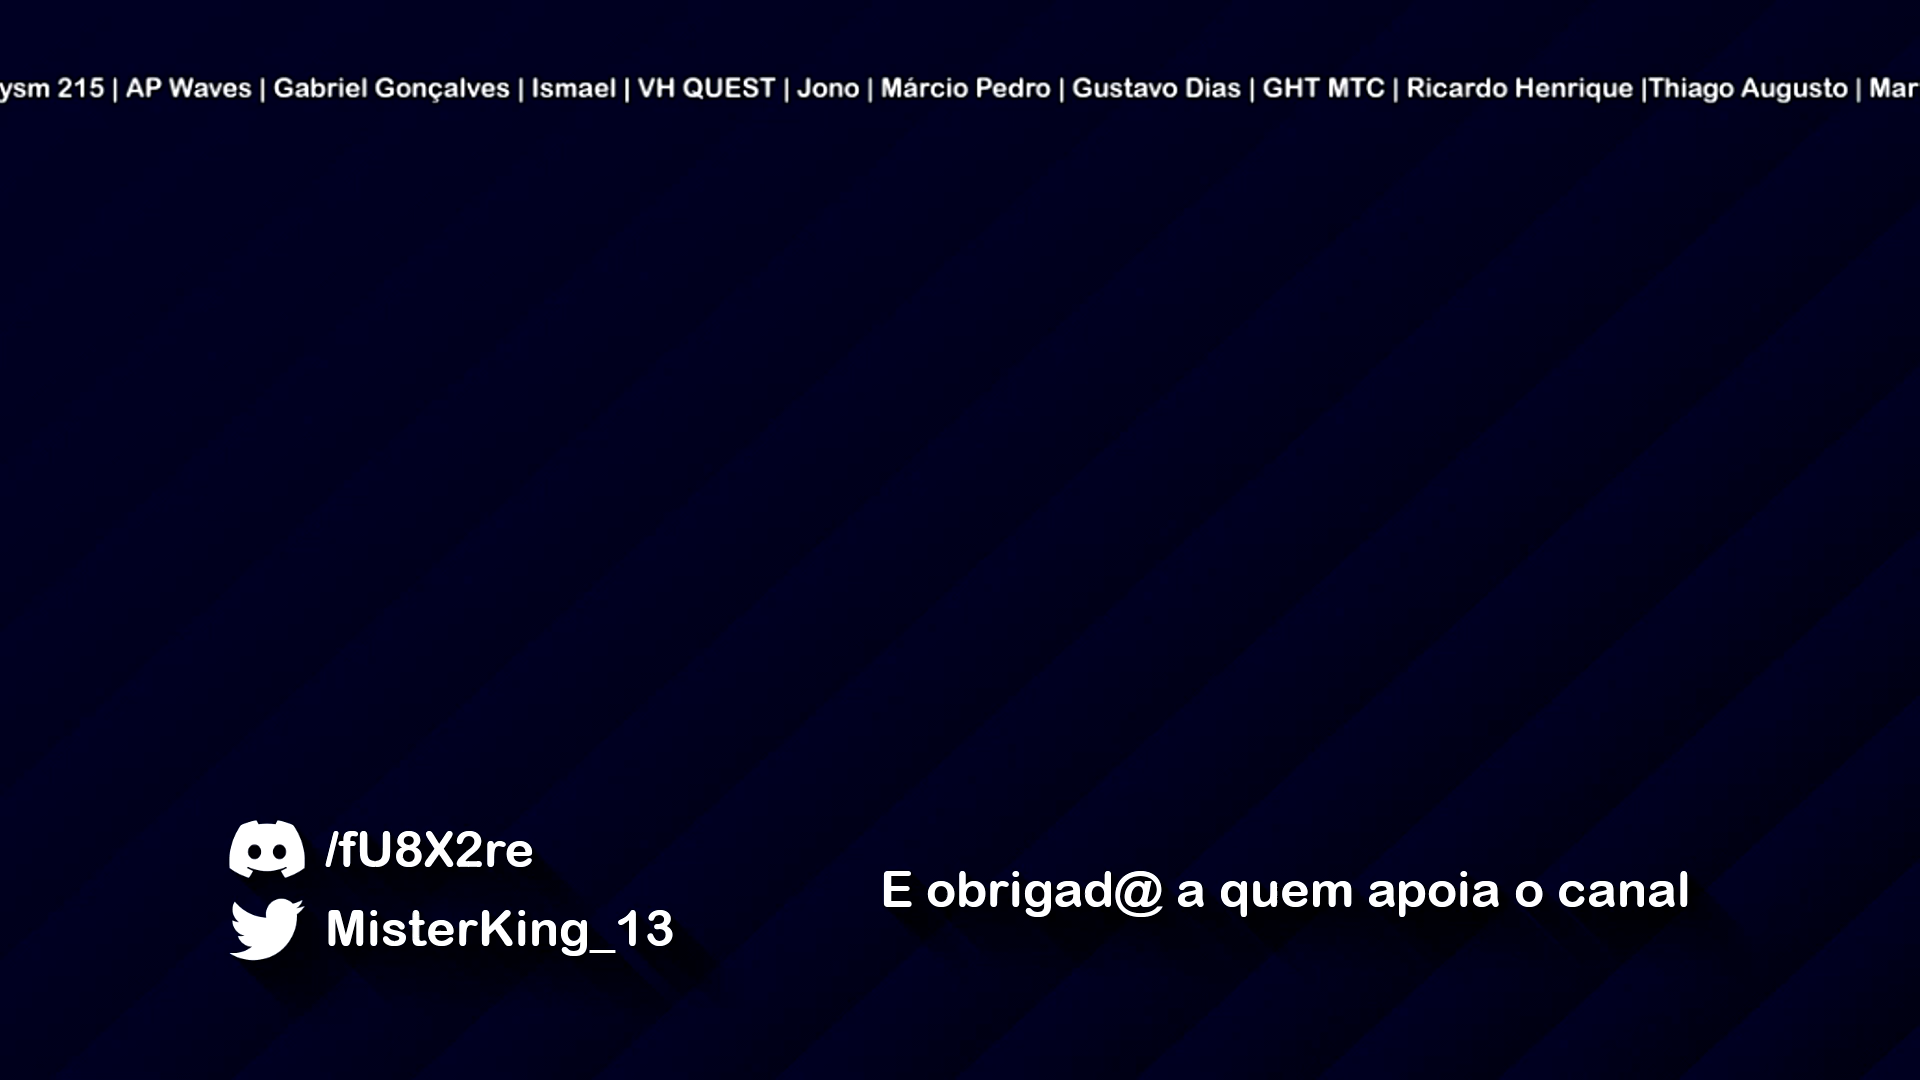 ysm 215 | AP Waves | Gabriel Gonçalves | Ismael | VH QUEST | Jono | Márcio Pedro | Gustavo Dias | GHT MTC | Ricardo Henrique |Thiago Augusto | Mar
/fU8X2re
MisterKing_13
E obrigad@ a quem apoia o canal